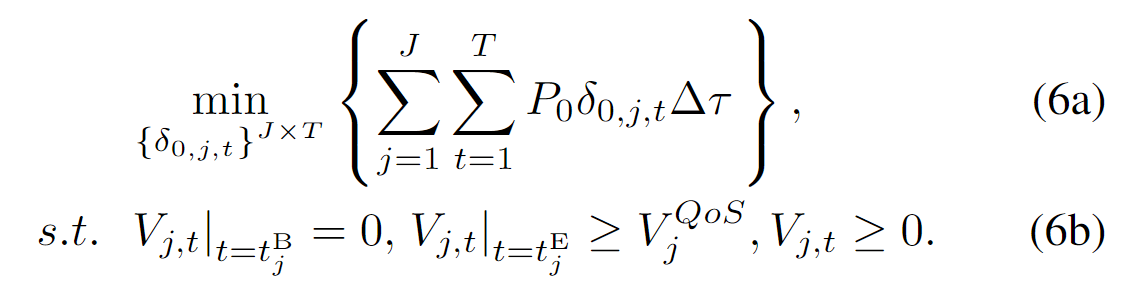 \min_{\{\delta_{0,j,t}\}^{J \times T}} \left\{ \sum_{j=1}^{J} \sum_{t=1}^{T} P_0 \delta_{0,j,t} \Delta\tau \right\}, (6a)
s.t. V_{j,t}|_{t=t_j^{\mathrm{B}}} = 0, V_{j,t}|_{t=t_j^{\mathrm{E}}} \geq V_j^{QoS}, V_{j,t} \geq 0. (6b)